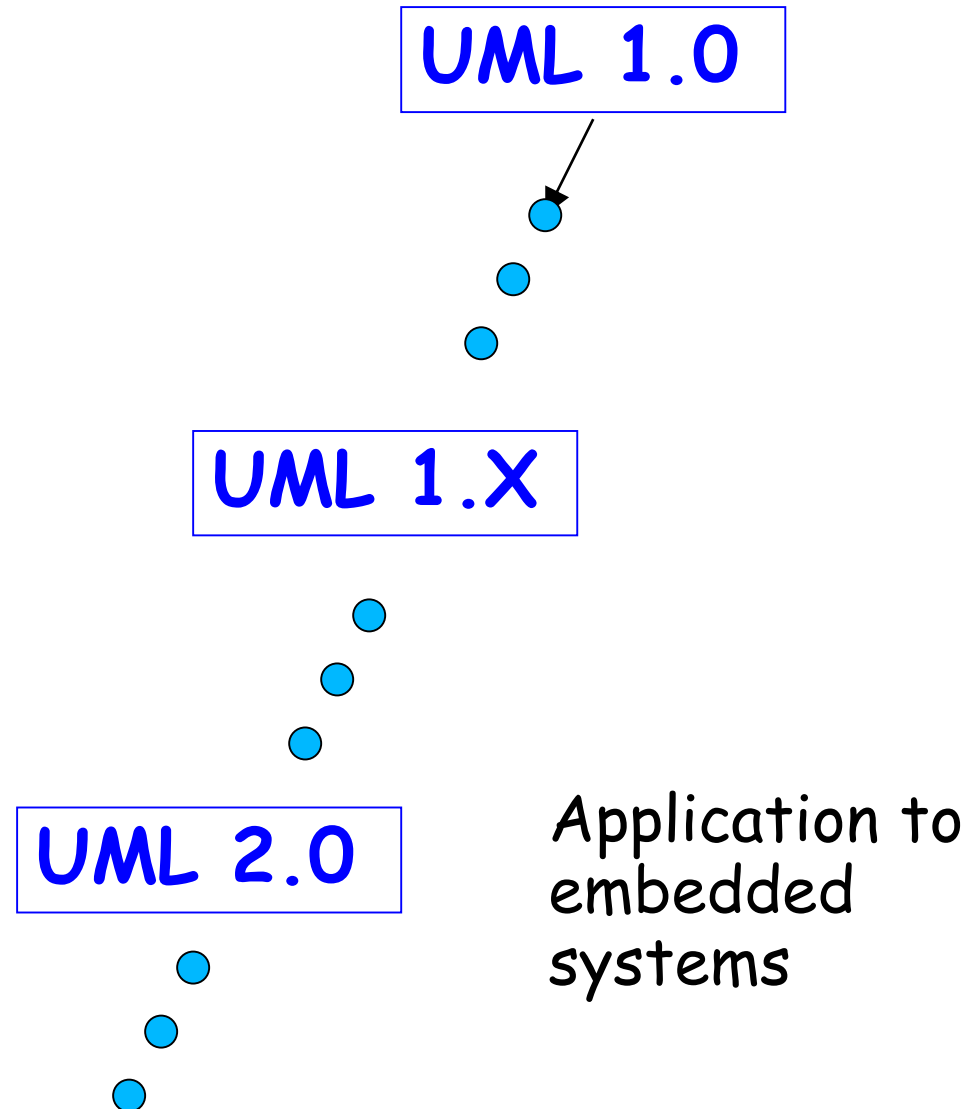 UML 1.0
UML 1.X
UML 2.0
Application to
embedded
systems